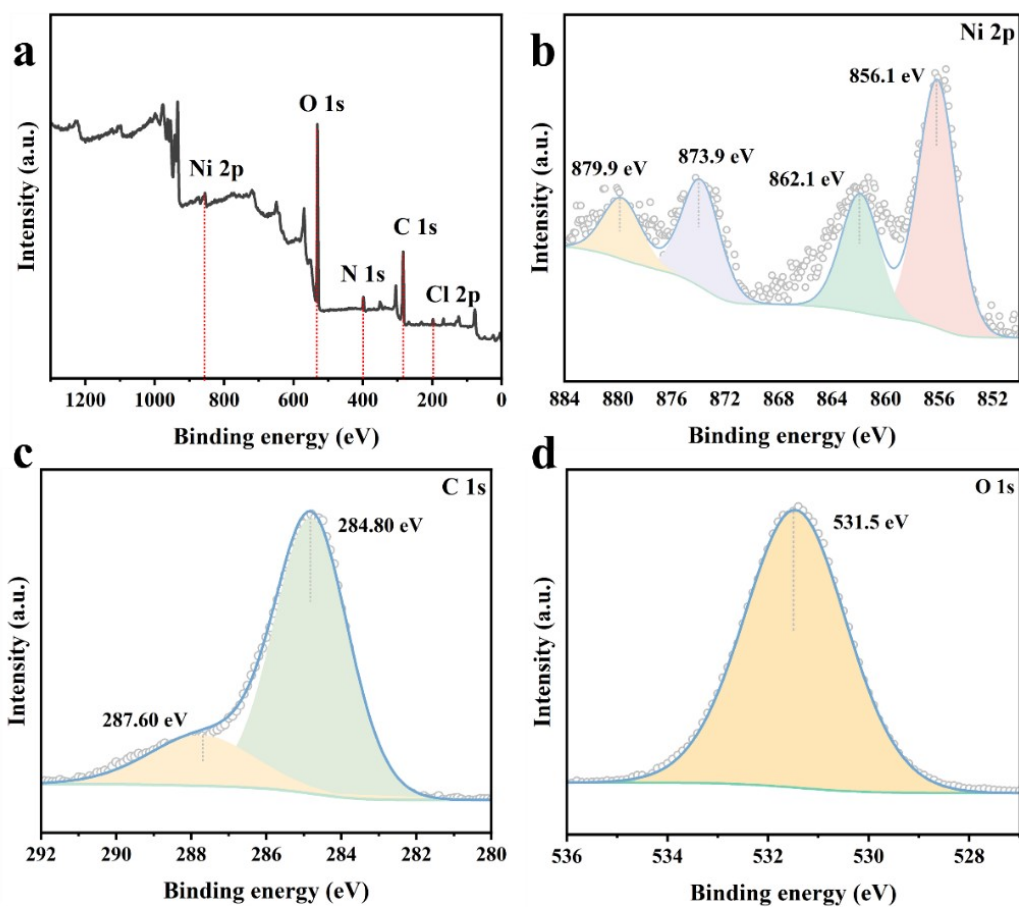 a
O 1s
Ni 2p
C 1s
N 1s
Cl 2p
Intensity (a.u.)
1200 1000 800 600 400 200 0
Binding energy (eV)
b
Ni 2p
856.1 eV
879.9 eV
873.9 eV
862.1 eV
Intensity (a.u.)
884 880 876 872 868 864 860 856 852
Binding energy (eV)
c
C 1s
284.80 eV
287.60 eV
Intensity (a.u.)
292 290 288 286 284 282 280
Binding energy (eV)
d
O 1s
531.5 eV
Intensity (a.u.)
536 534 532 530 528
Binding energy (eV)